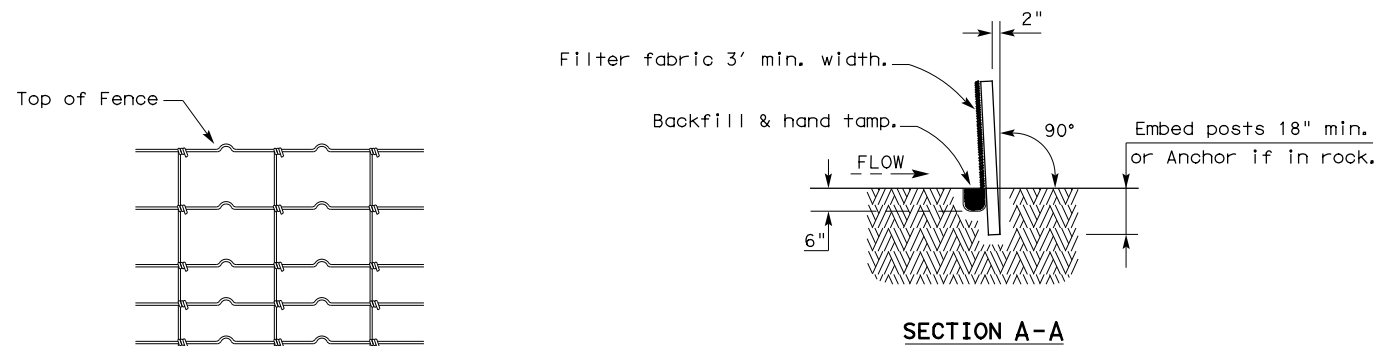 2"
Filter fabric 3' min. width.
Top of Fence
Backfill & hand tamp.
90°
Embed posts 18" min.
or Anchor if in rock.
FLOW
6"
SECTION A-A